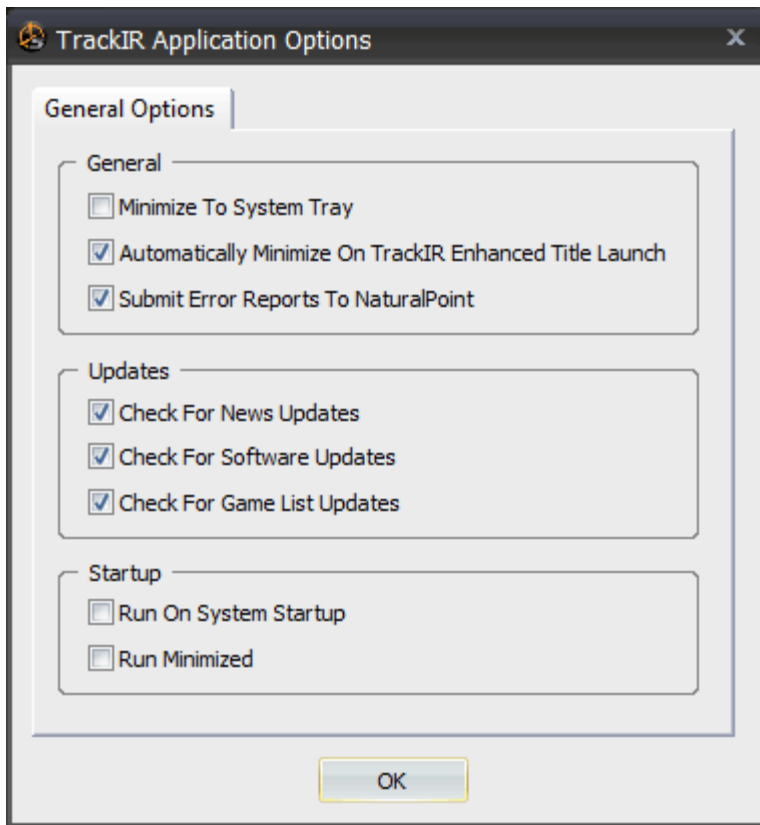 TrackIR Application Options
x
General Options
General
Minimize To System Tray
Automatically Minimize On TrackIR Enhanced Title Launch
Submit Error Reports To NaturalPoint
Updates
Check For News Updates
Check For Software Updates
Check For Game List Updates
Startup
Run On System Startup
Run Minimized
OK